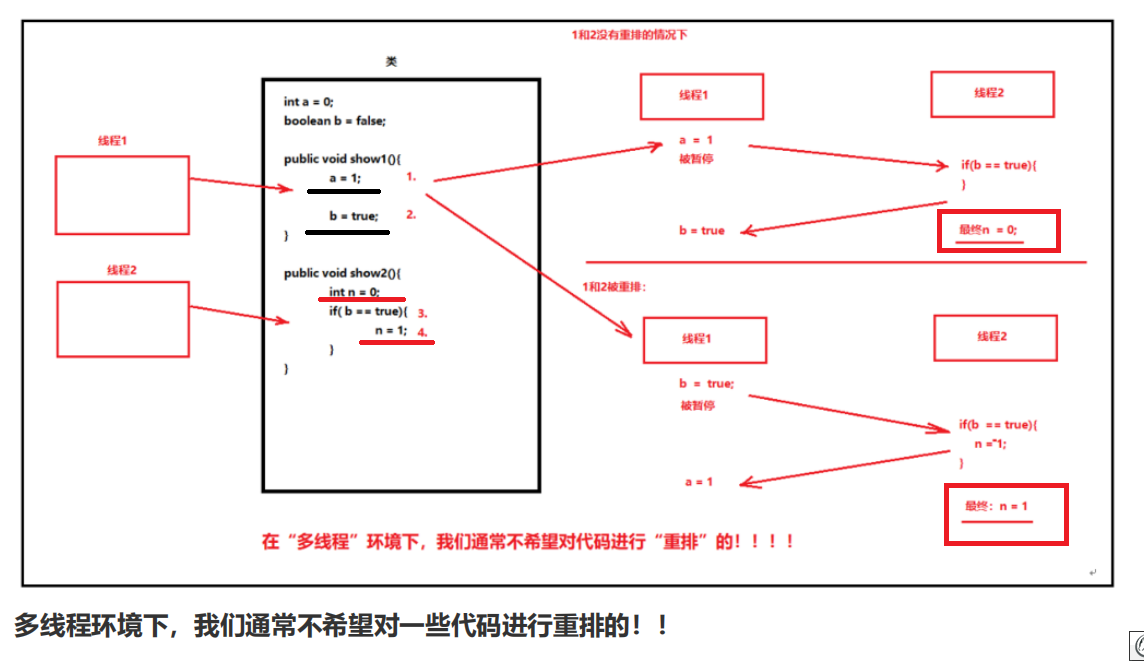 1和2没有重排的情况下
类
int a = 0;
boolean b = false;
public void show1(){
a = 1; 1.
b = true; 2.
}
public void show2(){
int n = 0;
if( b == true){ 3.
n = 1; 4.
}
}
线程1
线程2
线程1
线程2
a = 1
被暂停
if(b == true){
}
b = true
最终n = 0;
1和2被重排：
线程1
线程2
b = true;
被暂停
if(b == true){
n = 1;
}
a = 1
最终：n = 1
在“多线程”环境下，我们通常不希望对代码进行“重排”的！！！！
多线程环境下，我们通常不希望对一些代码进行重排的！！